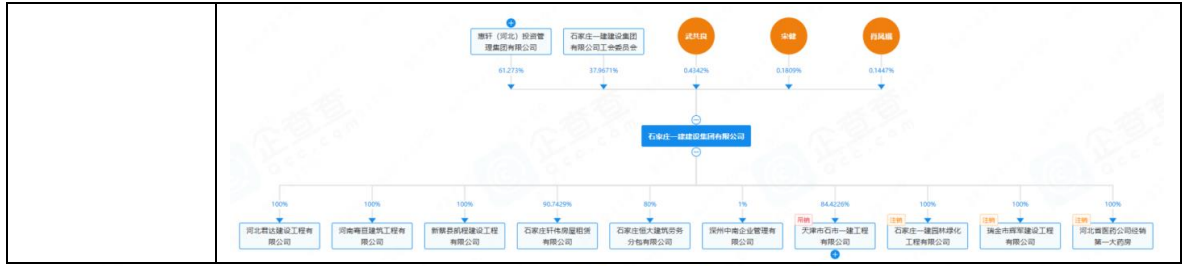 惠轩（河北）投资管
理集团有限公司
石家庄一建建设集团
有限公司工会委员会
武共良
宋健
61.273%
37.9671%
0.4342%
0.1809%
0.1447%
石家庄一建建设集团有限公司
100%
100%
100%
90.7429%
80%
1%
84.4226%
100%
100%
100%
吊销
注销
注销
注销
河北君达建设工程有
限公司
河南粤豆建筑工程有
限公司
新蔡县凯程建设工程
有限公司
石家庄轩伟房屋租赁
有限公司
石家庄恒大建筑劳务
分包有限公司
深州中南企业管理有
限公司
天津市石市一建工程
有限公司
石家庄一建园林绿化
工程有限公司
瑞金市辉军建设工程
有限公司
河北省医药公司经销
第一大药房
企查查
Qcc.com